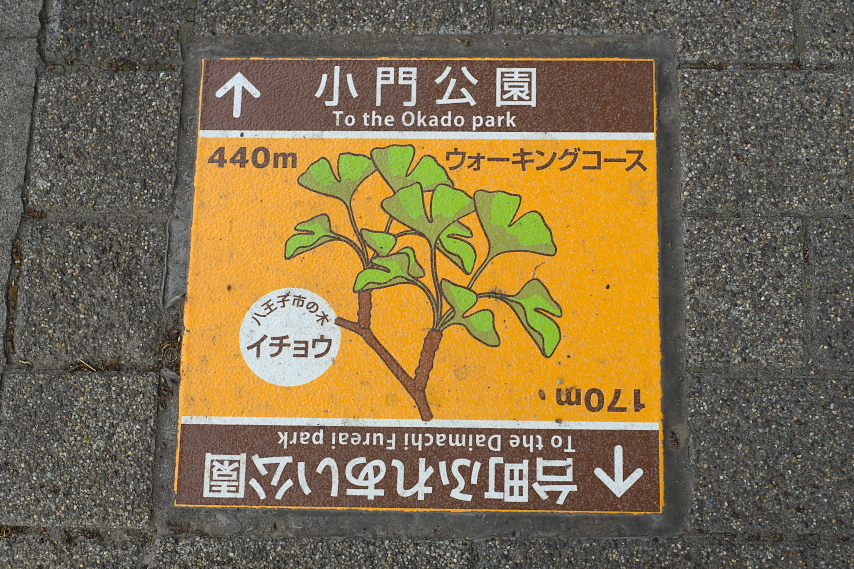 ↑ 小門公園
To the Okado park
440m ウォーキングコース
八王子市の木
イチョウ
170m
To the Daimachi Fureai park
↑ 台町ふれあい公園